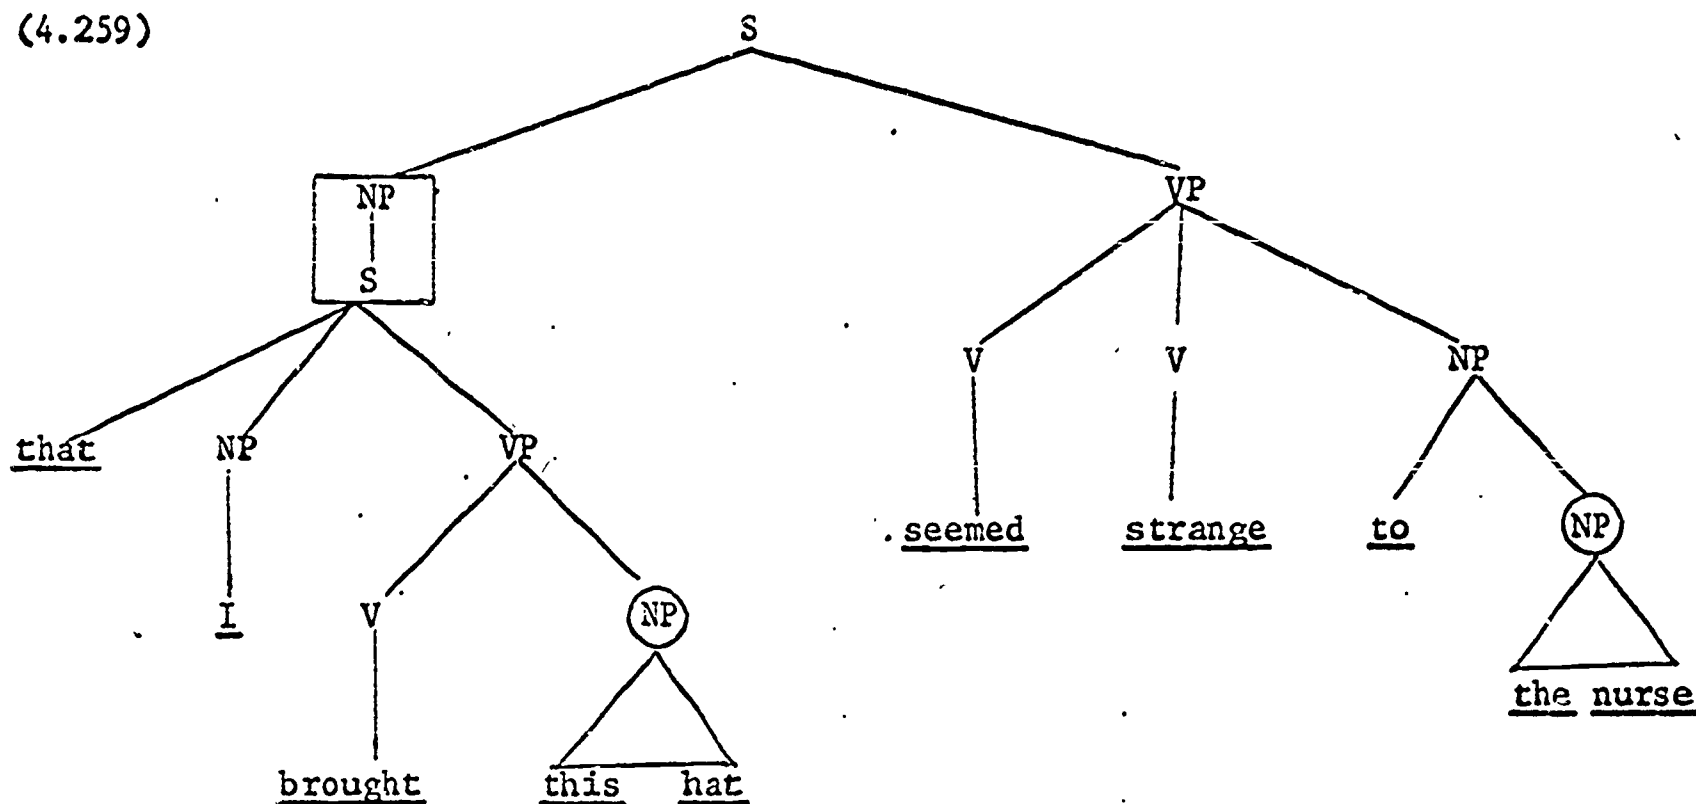 (4.259)
S
NP
VP
S
V V NP
that NP VP
seemed strange to NP
I V NP
the nurse
brought this hat